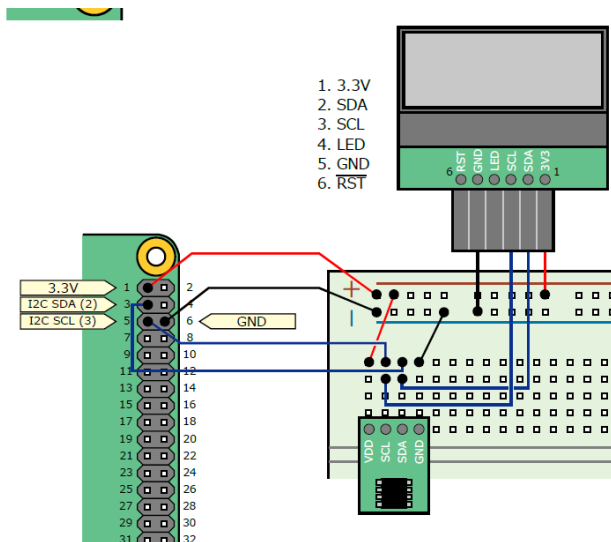 1. 3.3V
2. SDA
3. SCL
4. LED
5. GND
6. RST
6 RST GND LED SCL SDA 3V3 1
3.3V 1 2
I2C SDA (2) 3 4
I2C SCL (3) 5 6 GND
7 8
9 10
11 12
13 14
15 16
17 18
19 20
21 22
23 24
25 26
27 28
29 30
31 32
+
−
VDD SCL SDA GND